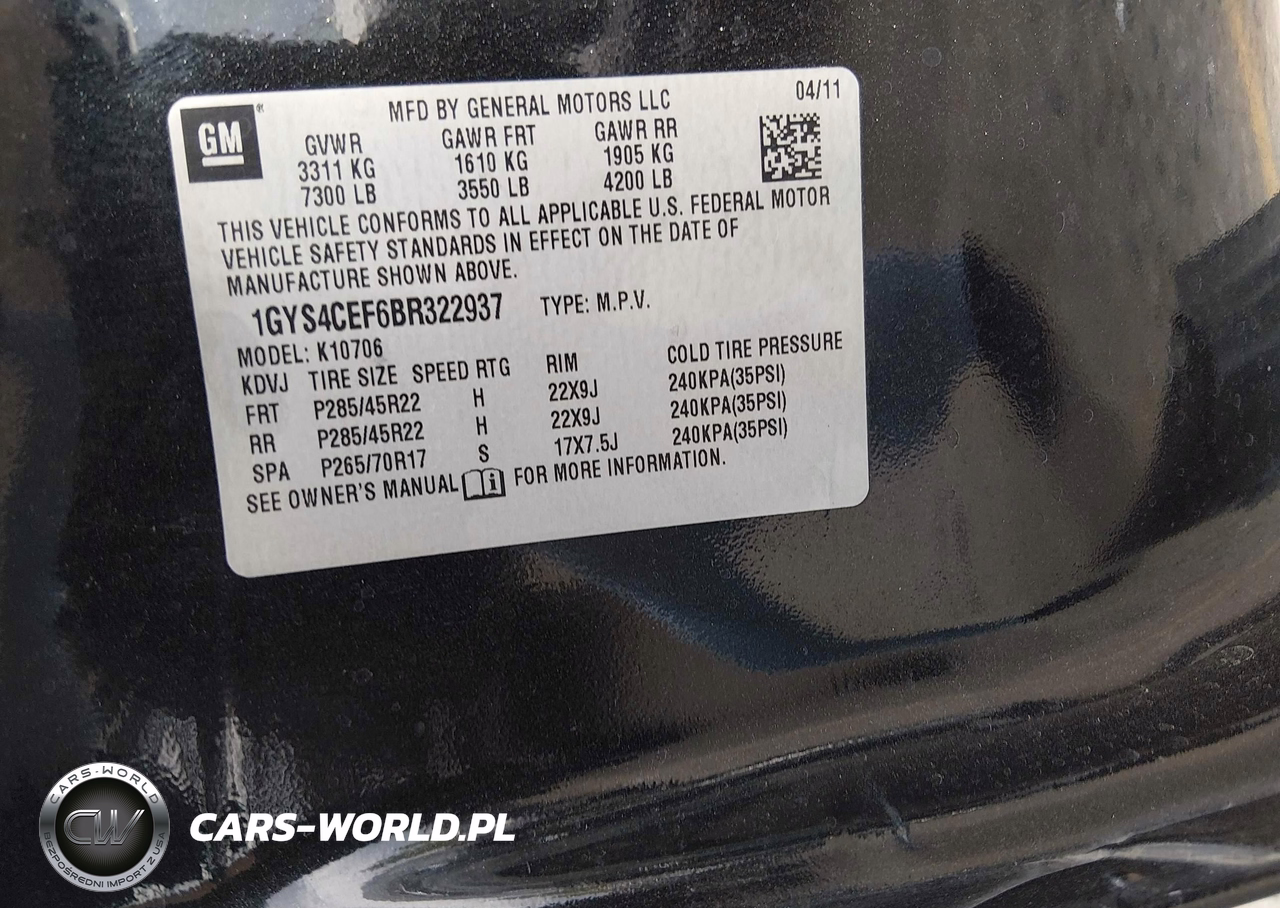 GM
®
MFD BY GENERAL MOTORS LLC 04/11
GVWR GAWR FRT GAWR RR
3311 KG 1610 KG 1905 KG
7300 LB 3550 LB 4200 LB
THIS VEHICLE CONFORMS TO ALL APPLICABLE U.S. FEDERAL MOTOR
VEHICLE SAFETY STANDARDS IN EFFECT ON THE DATE OF
MANUFACTURE SHOWN ABOVE.
1GYS4CEF6BR322937 TYPE: M.P.V.
MODEL: K10706
KDVJ TIRE SIZE SPEED RTG RIM COLD TIRE PRESSURE
FRT P285/45R22 H 22X9J 240KPA(35PSI)
RR P285/45R22 H 22X9J 240KPA(35PSI)
SPA P265/70R17 S 17X7.5J 240KPA(35PSI)
SEE OWNER'S MANUAL i FOR MORE INFORMATION.
CARS-WORLD
CW
BEZPOŚREDNI IMPORT Z USA
CARS-WORLD.PL